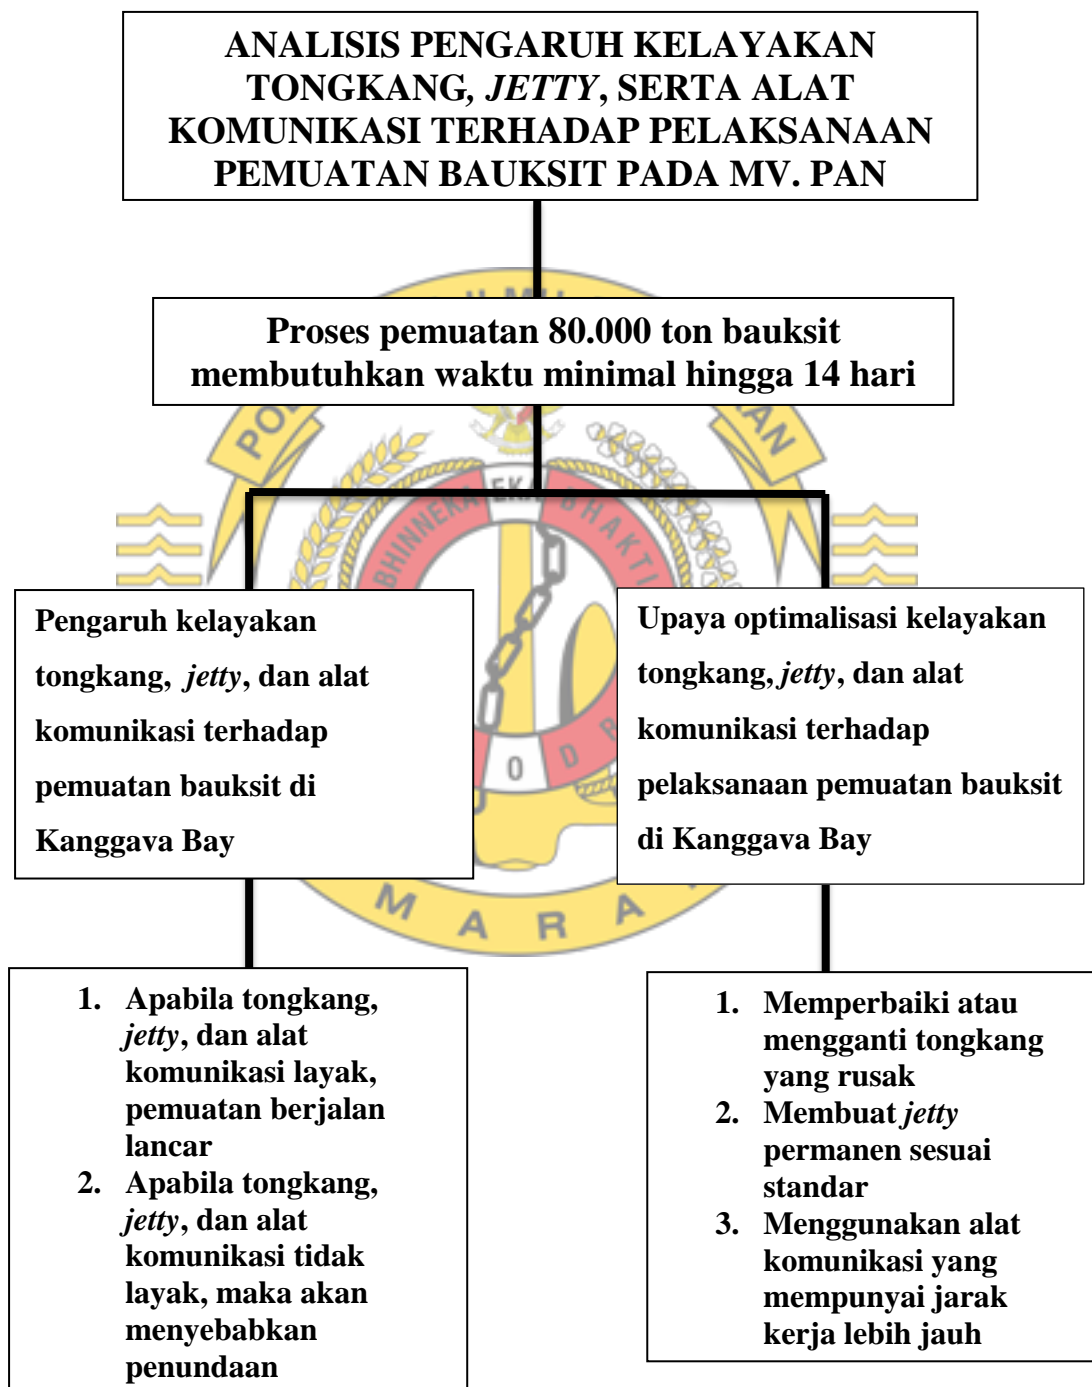 ANALISIS PENGARUH KELAYAKAN
TONGKANG, JETTY, SERTA ALAT
KOMUNIKASI TERHADAP PELAKSANAAN
PEMUATAN BAUKSIT PADA MV. PAN
Proses pemuatan 80.000 ton bauksit
membutuhkan waktu minimal hingga 14 hari
BHINNEKA EKA BHAKTI
Pengaruh kelayakan
tongkang, jetty, dan alat
komunikasi terhadap
pemuatan bauksit di
Kanggava Bay
Upaya optimalisasi kelayakan
tongkang, jetty, dan alat
komunikasi terhadap
pelaksanaan pemuatan bauksit
di Kanggava Bay
1. Apabila tongkang,
jetty, dan alat
komunikasi layak,
pemuatan berjalan
lancar
2. Apabila tongkang,
jetty, dan alat
komunikasi tidak
layak, maka akan
menyebabkan
penundaan
1. Memperbaiki atau
mengganti tongkang
yang rusak
2. Membuat jetty
permanen sesuai
standar
3. Menggunakan alat
komunikasi yang
mempunyai jarak
kerja lebih jauh